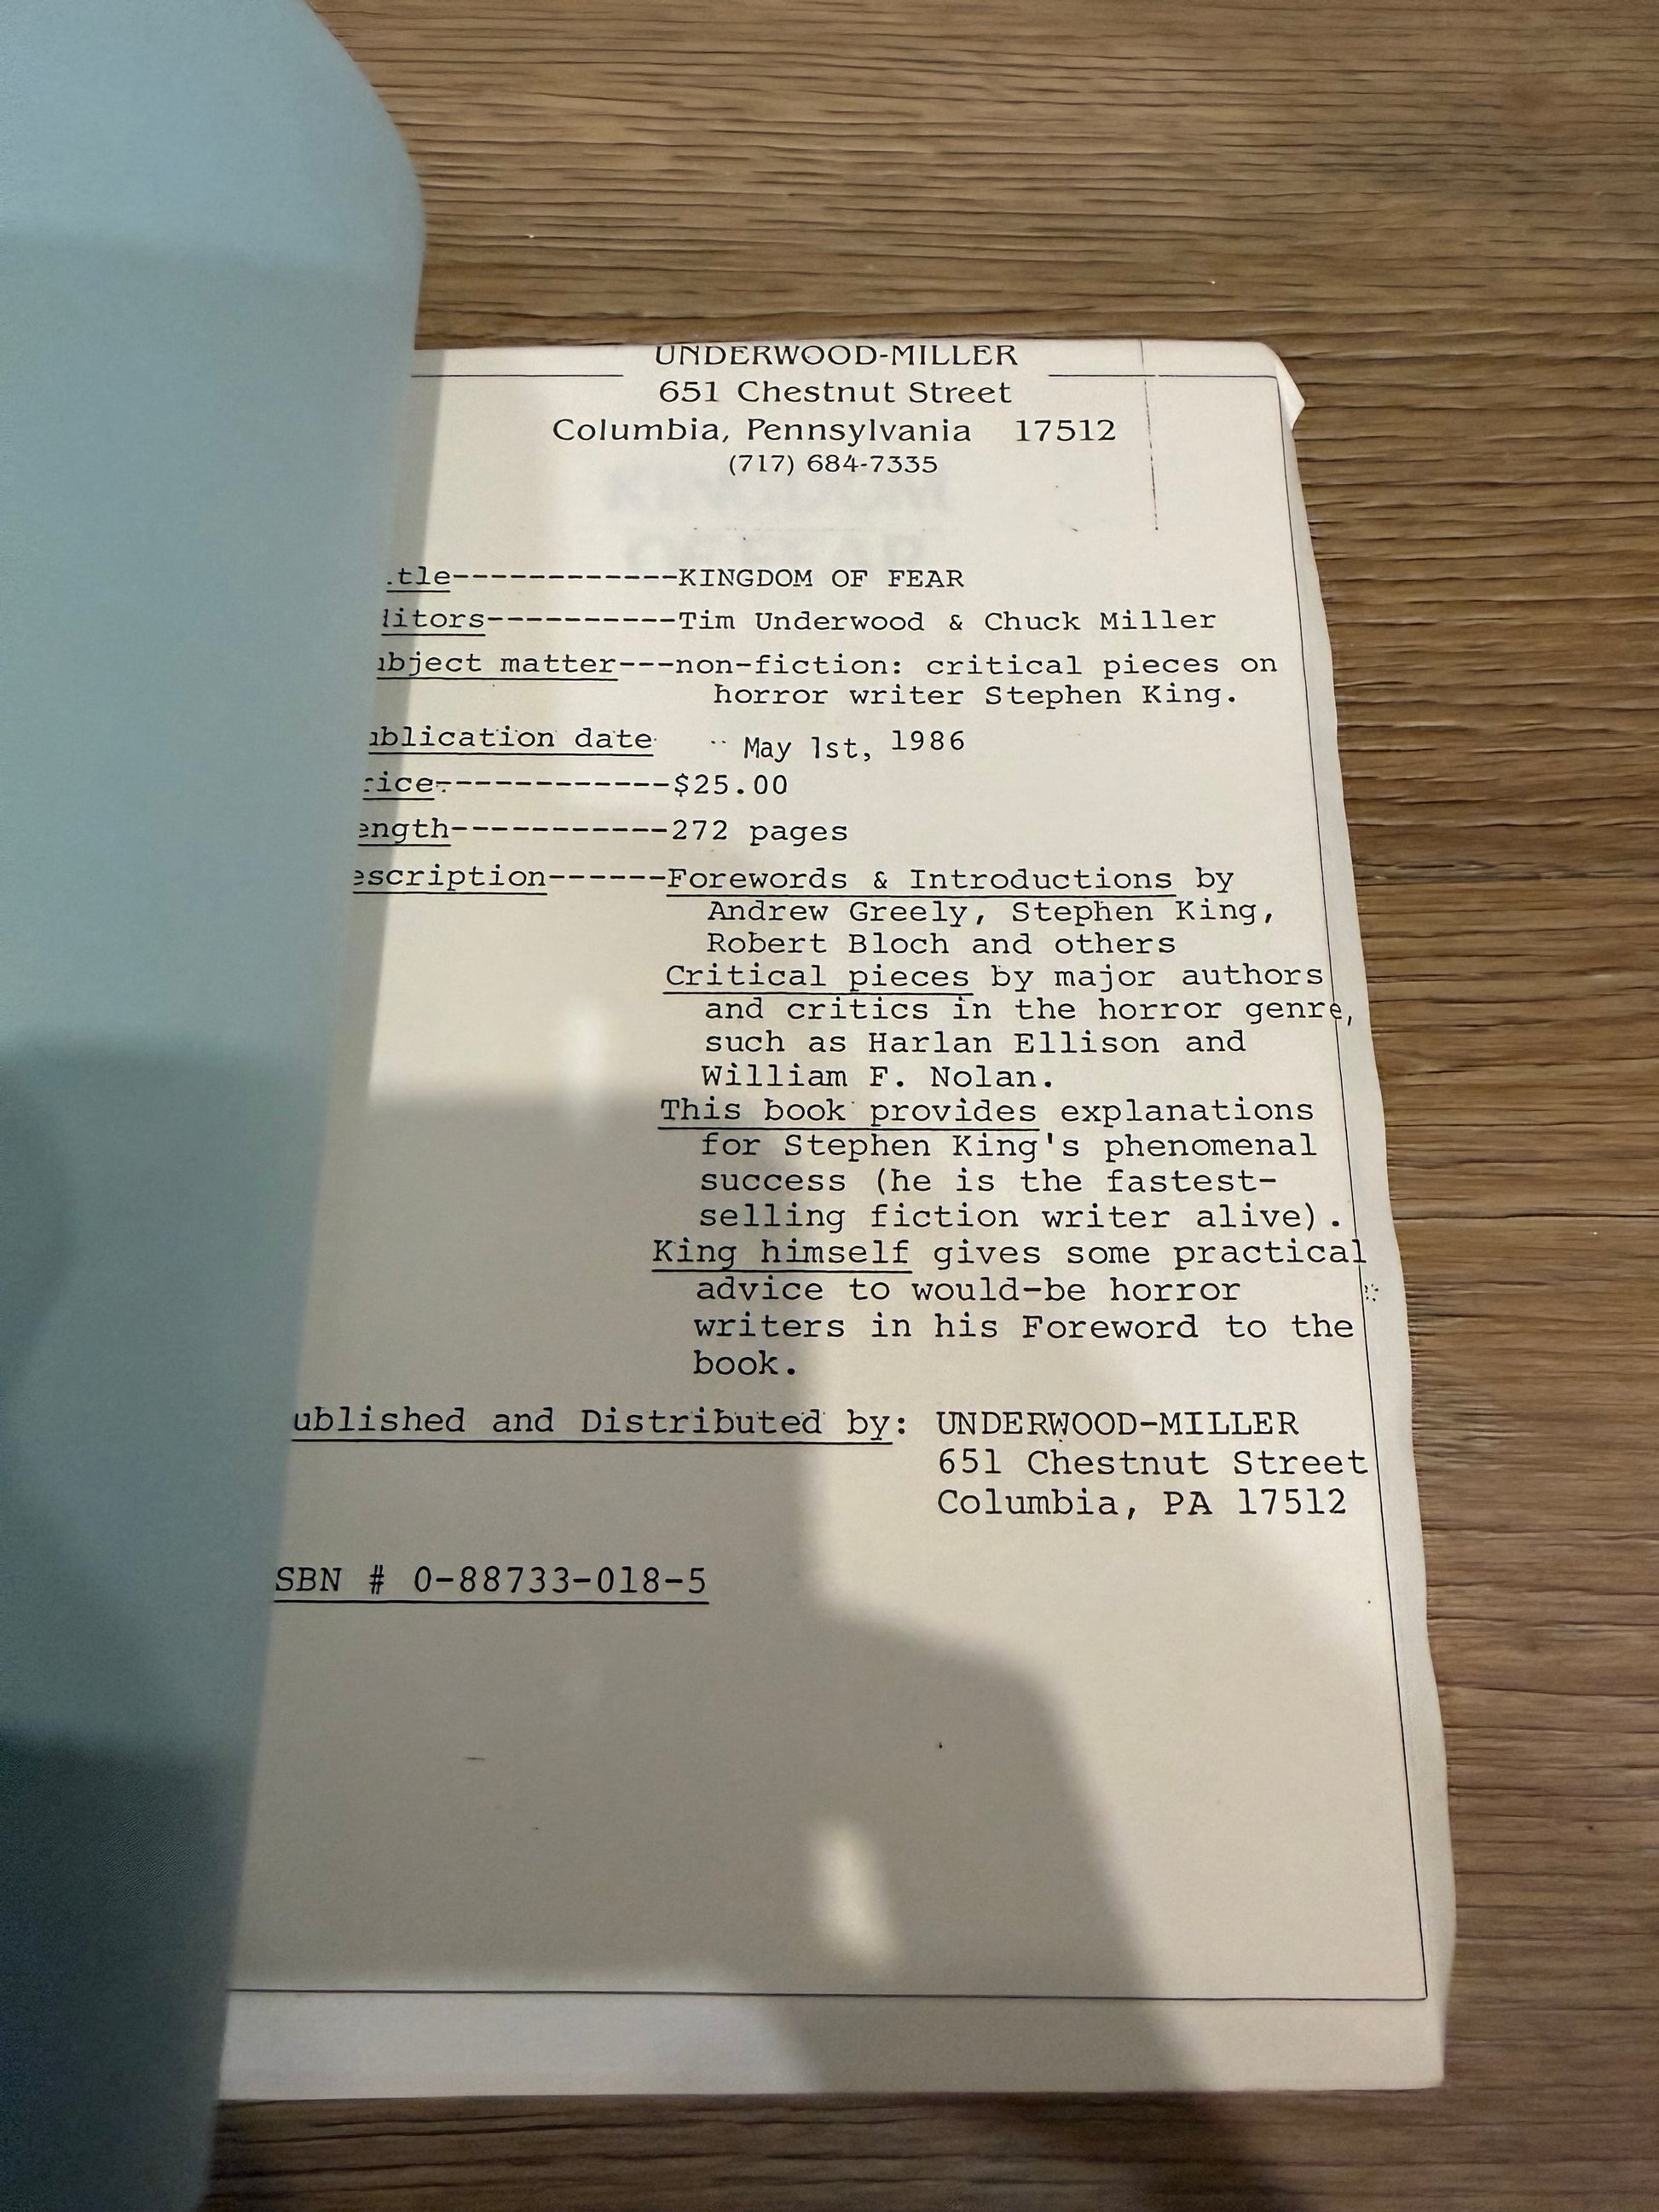 UNDERWOOD-MILLER
651 Chestnut Street
Columbia, Pennsylvania 17512
(717) 684-7335
KINGDOM
OF FEAR
tle------------KINGDOM OF FEAR
itors----------Tim Underwood & Chuck Miller
bject matter---non-fiction: critical pieces on
horror writer Stephen King.
ublication date May 1st, 1986
rice------------$25.00
ength-----------272 pages
escription------Forewords & Introductions by
Andrew Greely, Stephen King,
Robert Bloch and others
Critical pieces by major authors
and critics in the horror genre,
such as Harlan Ellison and
William F. Nolan.
This book provides explanations
for Stephen King's phenomenal
success (he is the fastest-
selling fiction writer alive).
King himself gives some practical
advice to would-be horror
writers in his Foreword to the
book.
ublished and Distributed by: UNDERWOOD-MILLER
651 Chestnut Street
Columbia, PA 17512
SBN # 0-88733-018-5